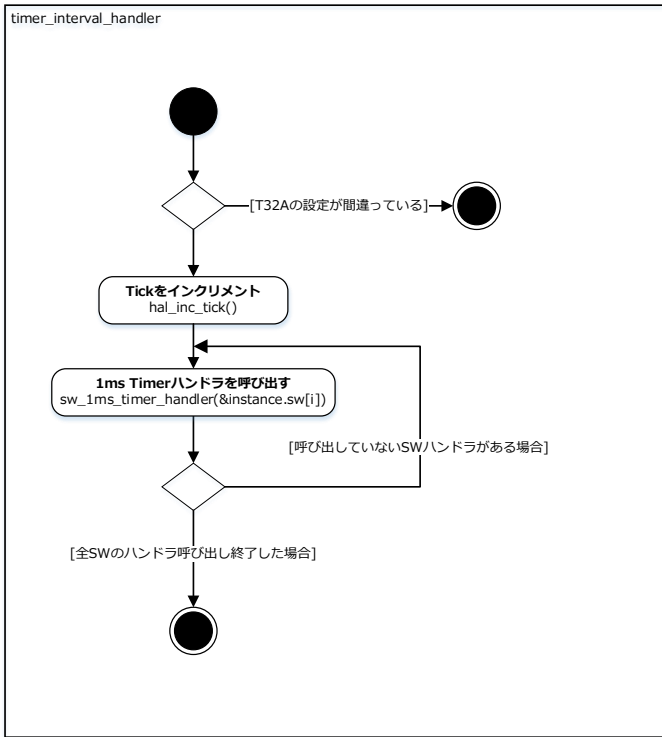 timer_interval_handler
[T32Aの設定が間違っている]
Tickをインクリメント
hal_inc_tick()
1ms Timerハンドラを呼び出す
sw_1ms_timer_handler(&instance.sw[i])
[呼び出していないSWハンドラがある場合]
[全SWのハンドラ呼び出し終了した場合]